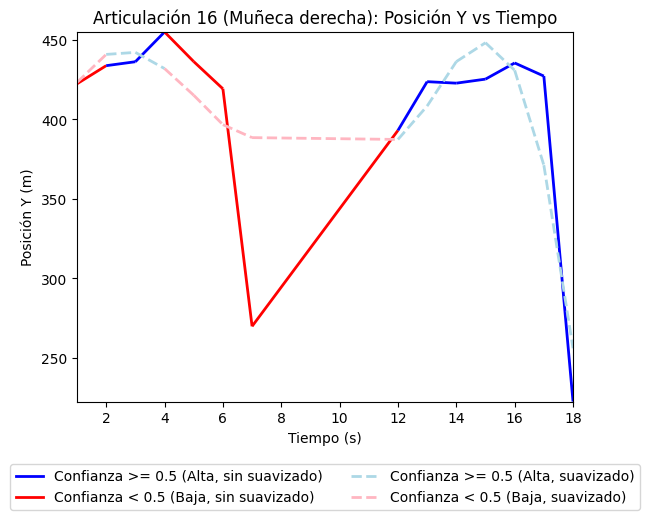 Articulación 16 (Muñeca derecha): Posición Y vs Tiempo
450
400
350
300
250
Posición Y (m)
2 4 6 8 10 12 14 16 18
Tiempo (s)
Confianza >= 0.5 (Alta, sin suavizado)
Confianza < 0.5 (Baja, sin suavizado)
Confianza >= 0.5 (Alta, suavizado)
Confianza < 0.5 (Baja, suavizado)